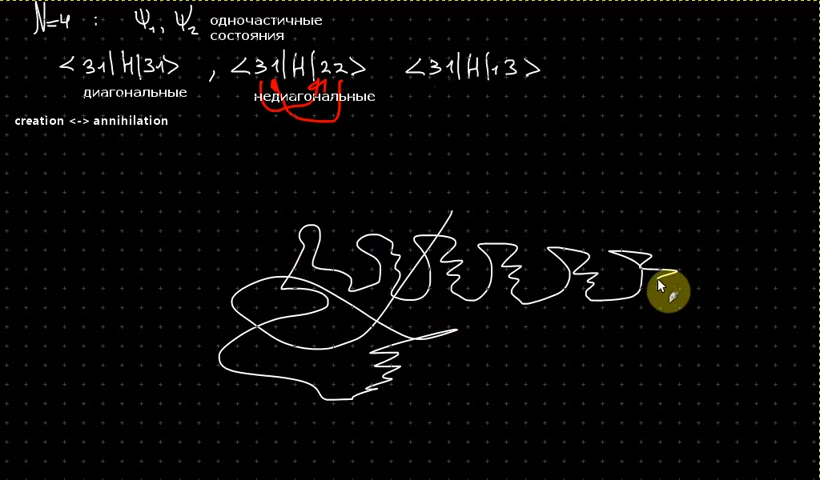 N=4 : Ψ₁, Ψ₂ одночастичные
состояния
<31|H|31> , <31|H|22> <31|H|13>
диагональные недиагональные
creation <-> annihilation